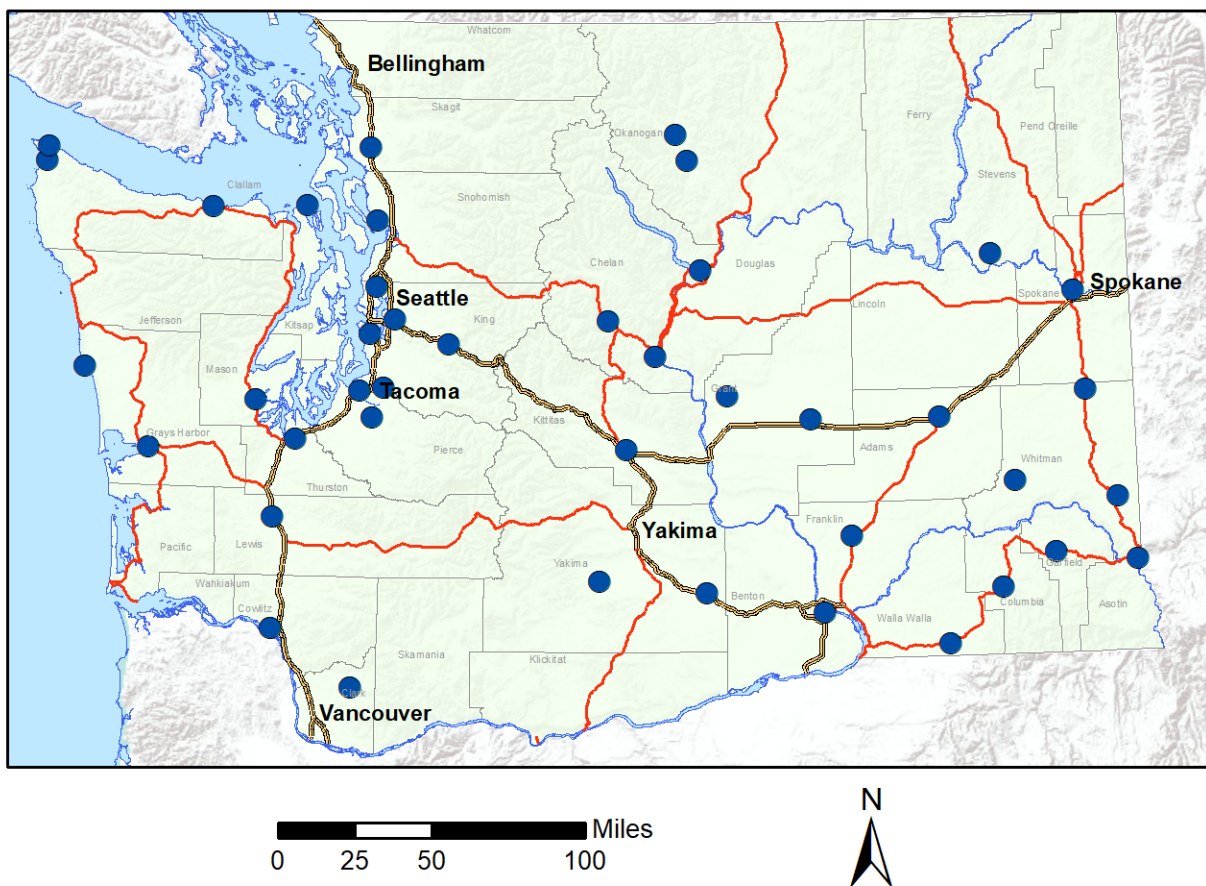 Whatcom
Bellingham
Skagit
Okanogan
Ferry
Pend Oreille
Stevens
Clallam
Snohomish
Chelan
Douglas
Spokane
Seattle
Lincoln
Spokane
Jefferson
Kitsap
King
Mason
Grant
Tacoma
Kittitas
Grays Harbor
Pierce
Adams
Whitman
Thurston
Franklin
Yakima
Pacific
Lewis
Yakima
Garfield
Wahkiakum
Benton
Columbia
Asotin
Cowlitz
Walla Walla
Skamania
Klickitat
Clark
Vancouver
N
Miles
0 25 50 100